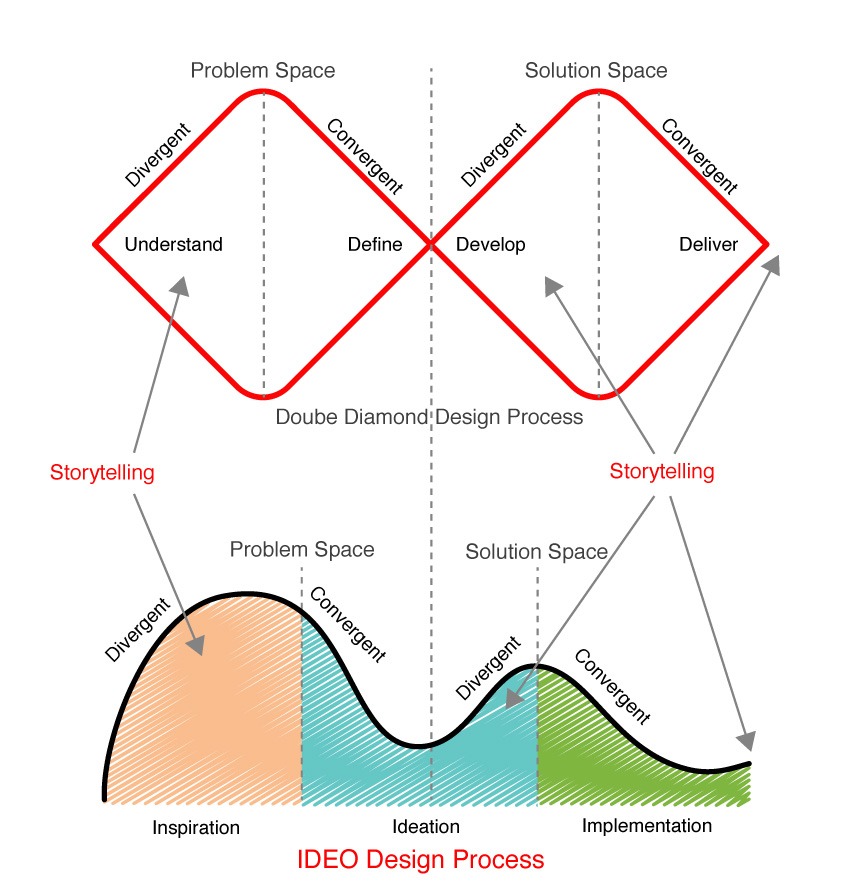 Problem Space
Solution Space
Divergent
Convergent
Divergent
Convergent
Understand
Define
Develop
Deliver
Doube Diamond Design Process
Storytelling
Storytelling
Problem Space
Solution Space
Divergent
Convergent
Divergent
Convergent
Inspiration
Ideation
Implementation
IDEO Design Process